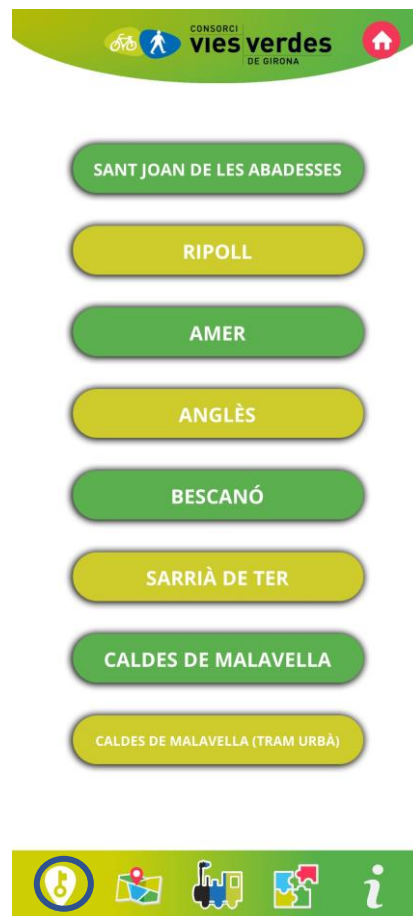 CONSORCI
vies verdes
DE GIRONA
SANT JOAN DE LES ABADESSES
RIPOLL
AMER
ANGLÈS
BESCANÓ
SARRIÀ DE TER
CALDES DE MALAVELLA
CALDES DE MALAVELLA (TRAM URBÀ)
i